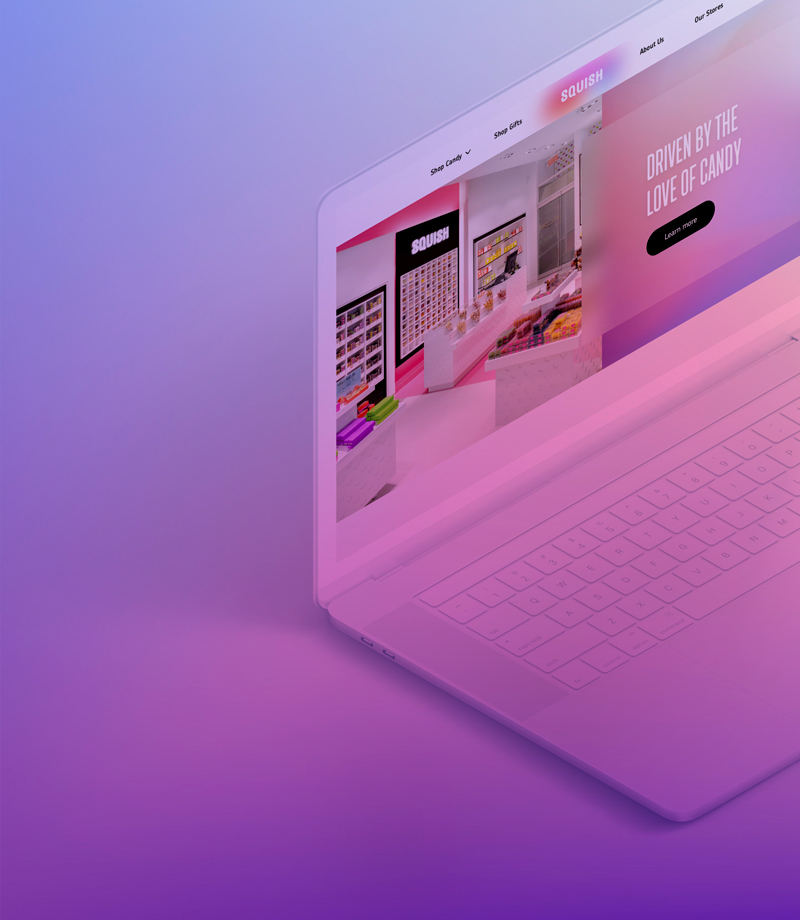 Our Stores
About Us
SQUISH
Shop Gifts
Shop Candy
DRIVEN BY THE
LOVE OF CANDY
Learn more
SQUISH